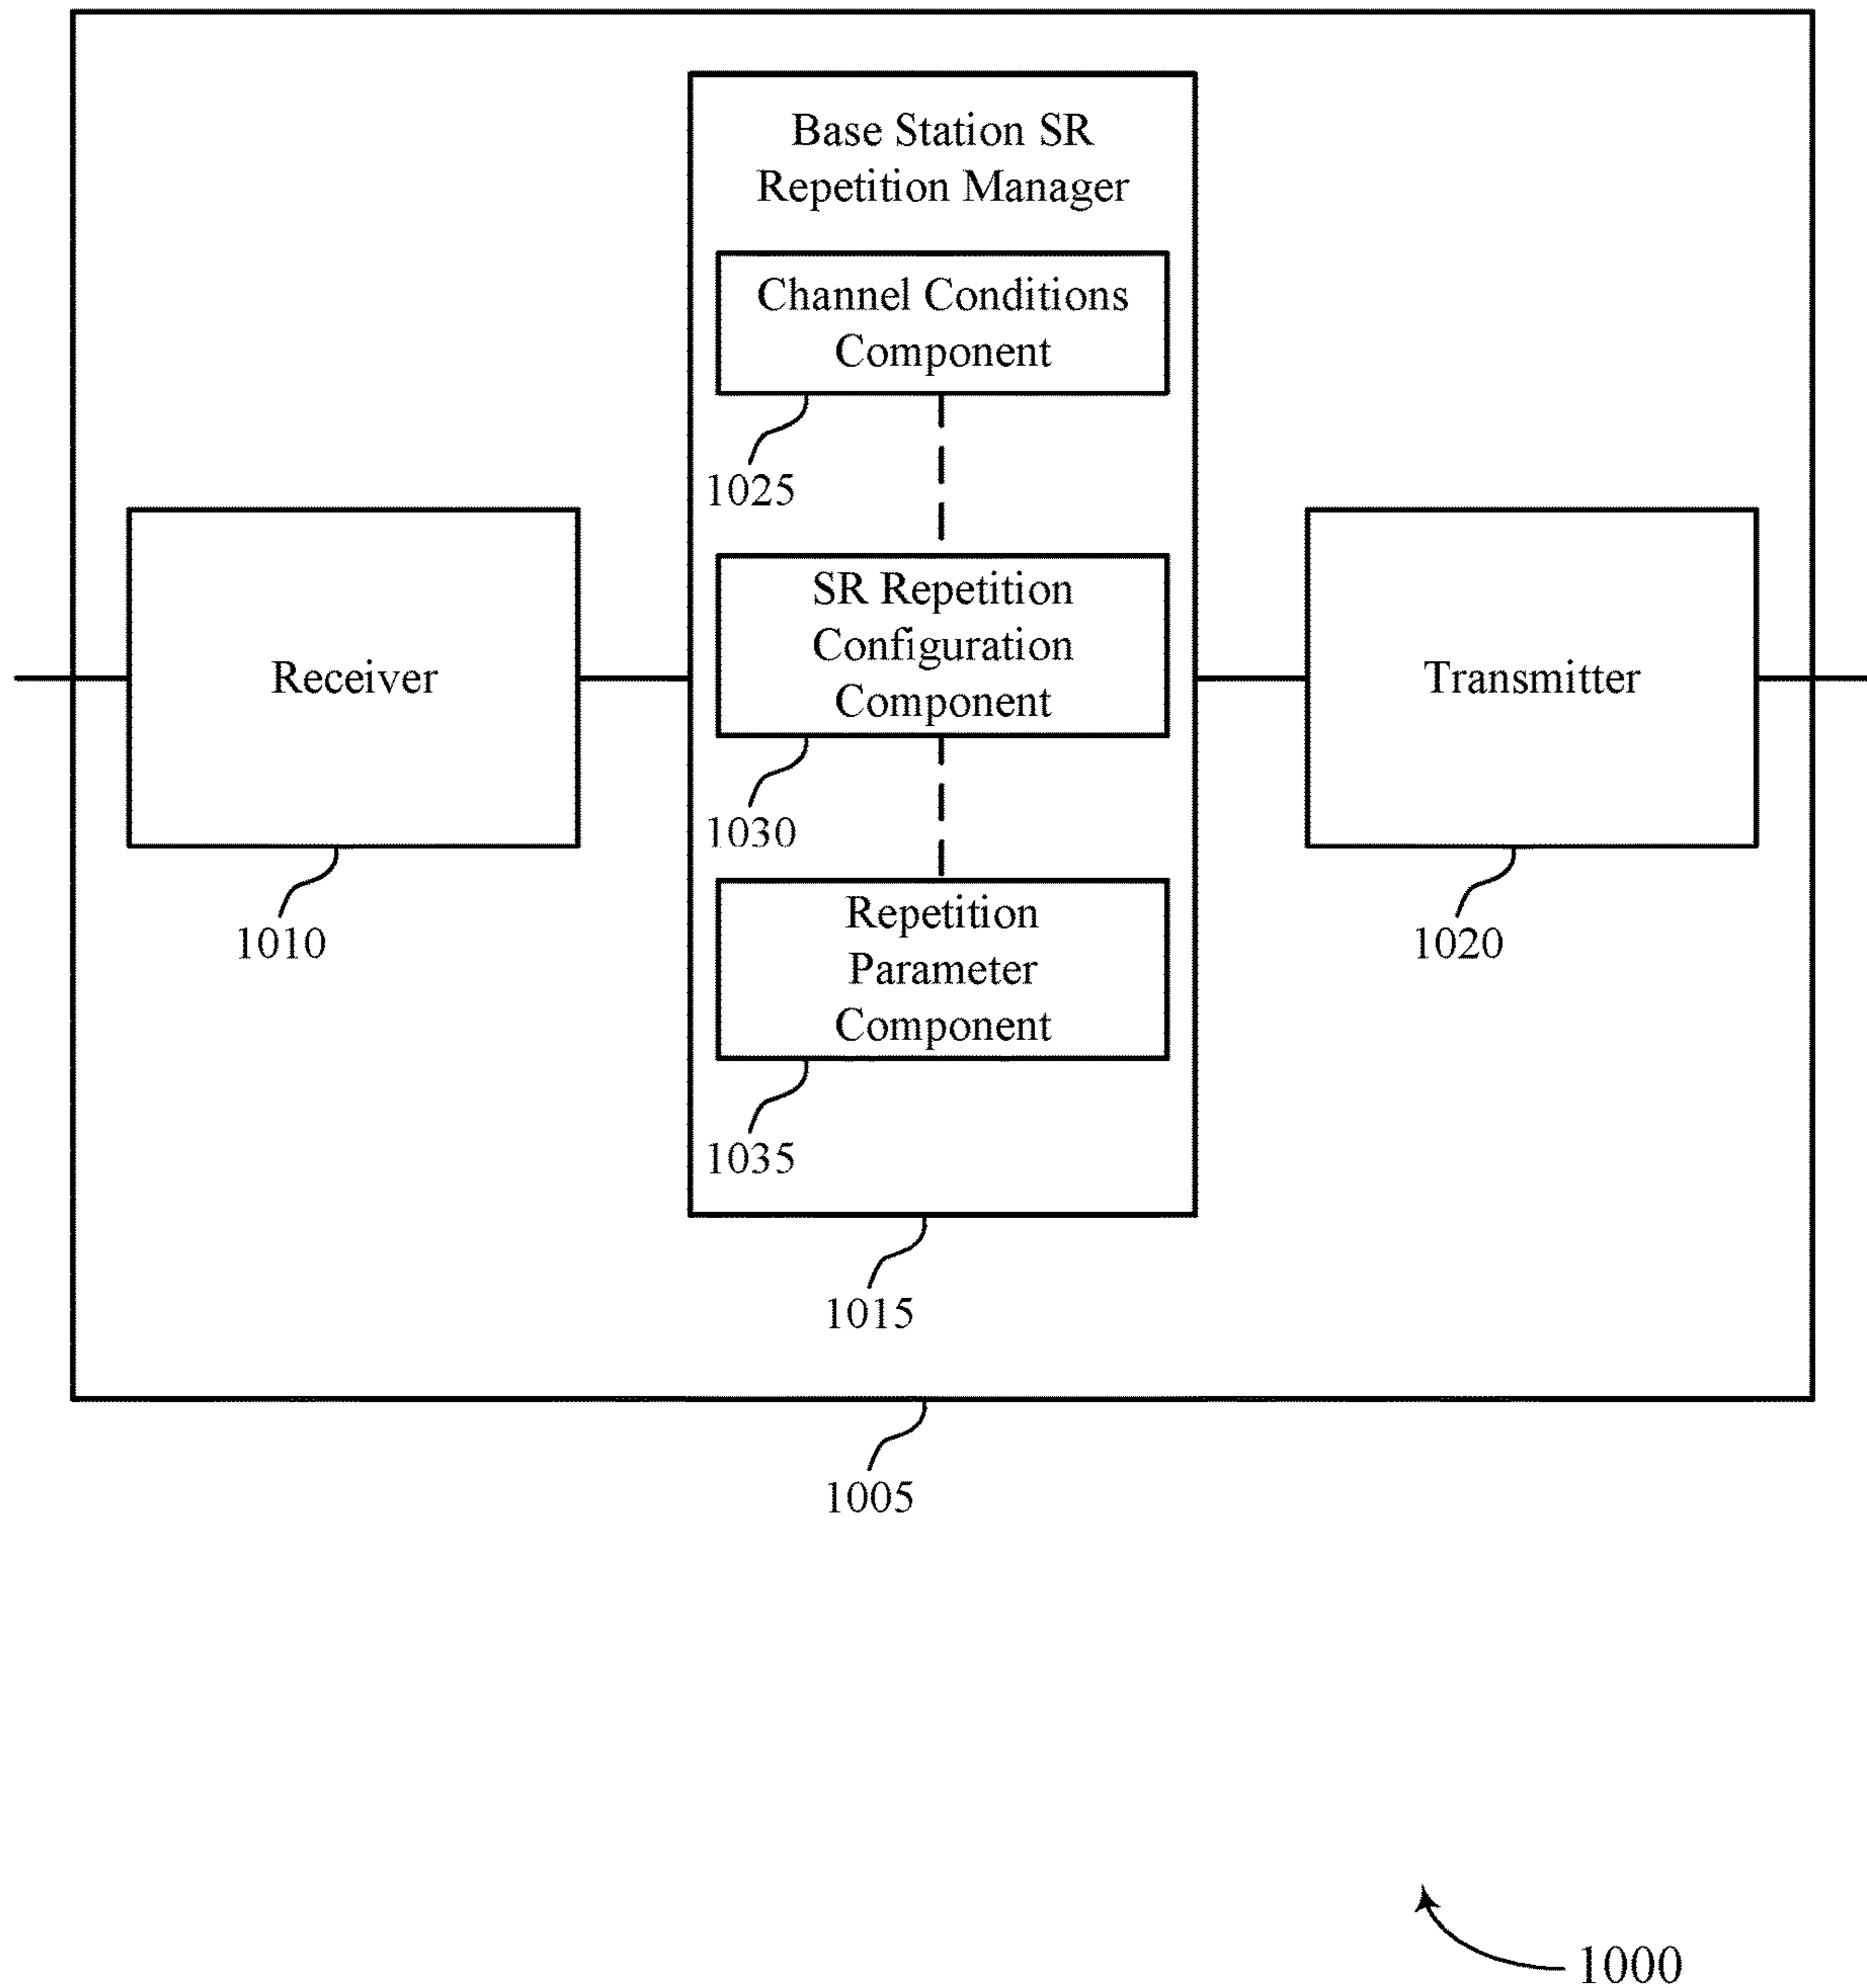 Base Station SR
Repetition Manager
Channel Conditions
Component
1025
SR Repetition
Configuration
Component
1030
Repetition
Parameter
Component
1035
1015
Receiver
1010
Transmitter
1020
1005
1000